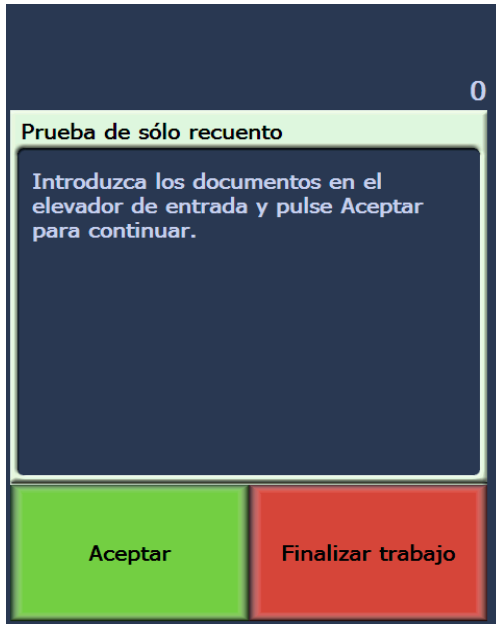 0
Prueba de sólo recuento
Introduzca los documentos en el
elevador de entrada y pulse Aceptar
para continuar.
Aceptar
Finalizar trabajo